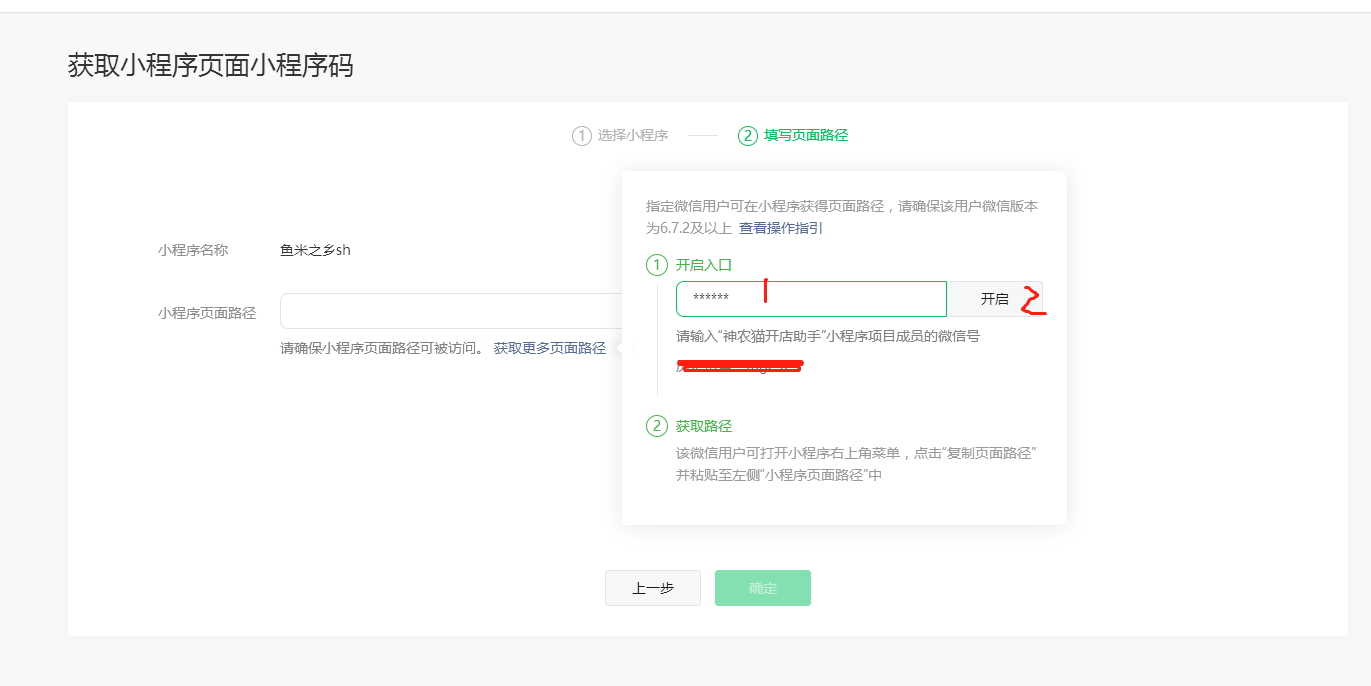 获取小程序页面小程序码
1 选择小程序
2 填写页面路径
小程序名称 鱼米之乡sh
小程序页面路径
请确保小程序页面路径可被访问。 获取更多页面路径
指定微信用户可在小程序获得页面路径，请确保该用户微信版本
为6.7.2及以上 查看操作指引
1 开启入口
****** 开启
1
2
请输入“神农猫开店助手”小程序项目成员的微信号
2 获取路径
该微信用户可打开小程序右上角菜单，点击“复制页面路径”
并粘贴至左侧“小程序页面路径”中
上一步 确定